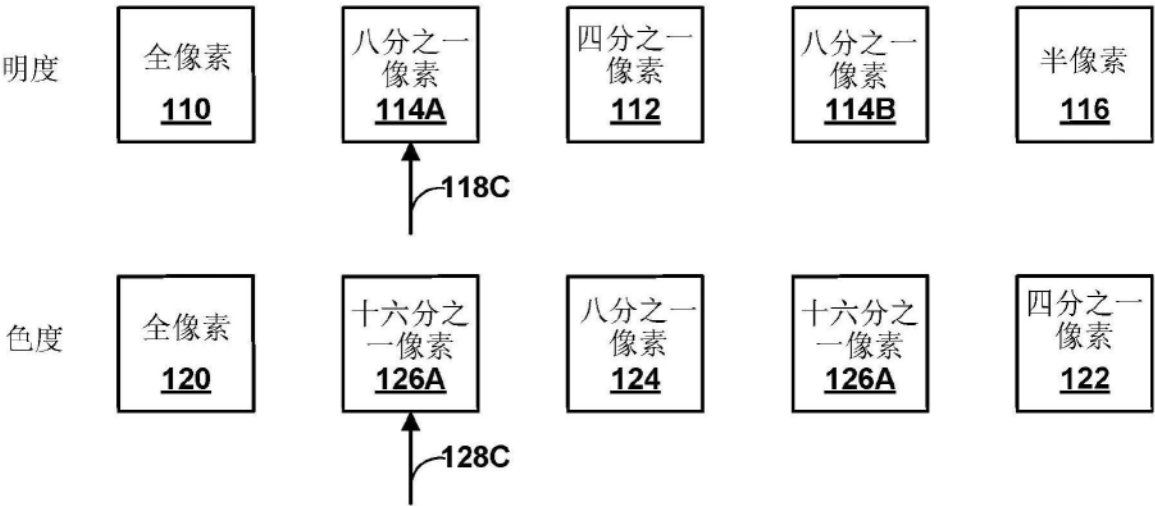 明度
全像素
110
八分之一
像素
114A
四分之一
像素
112
八分之一
像素
114B
半像素
116
118C
色度
全像素
120
十六分之
一像素
126A
八分之一
像素
124
十六分之
一像素
126A
四分之一
像素
122
128C